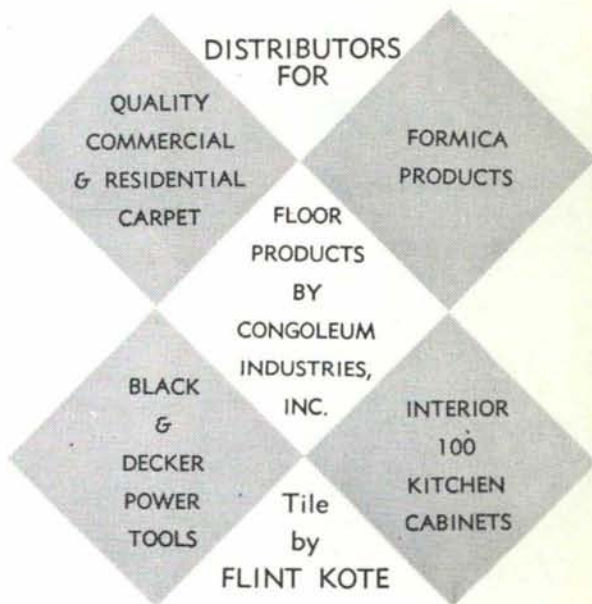 DISTRIBUTORS
FOR
QUALITY
COMMERCIAL
& RESIDENTIAL
CARPET
FORMICA
PRODUCTS
FLOOR
PRODUCTS
BY
CONGOLEUM
INDUSTRIES,
INC.
BLACK
&
DECKER
POWER
TOOLS
INTERIOR
100
KITCHEN
CABINETS
Tile
by
FLINT KOTE